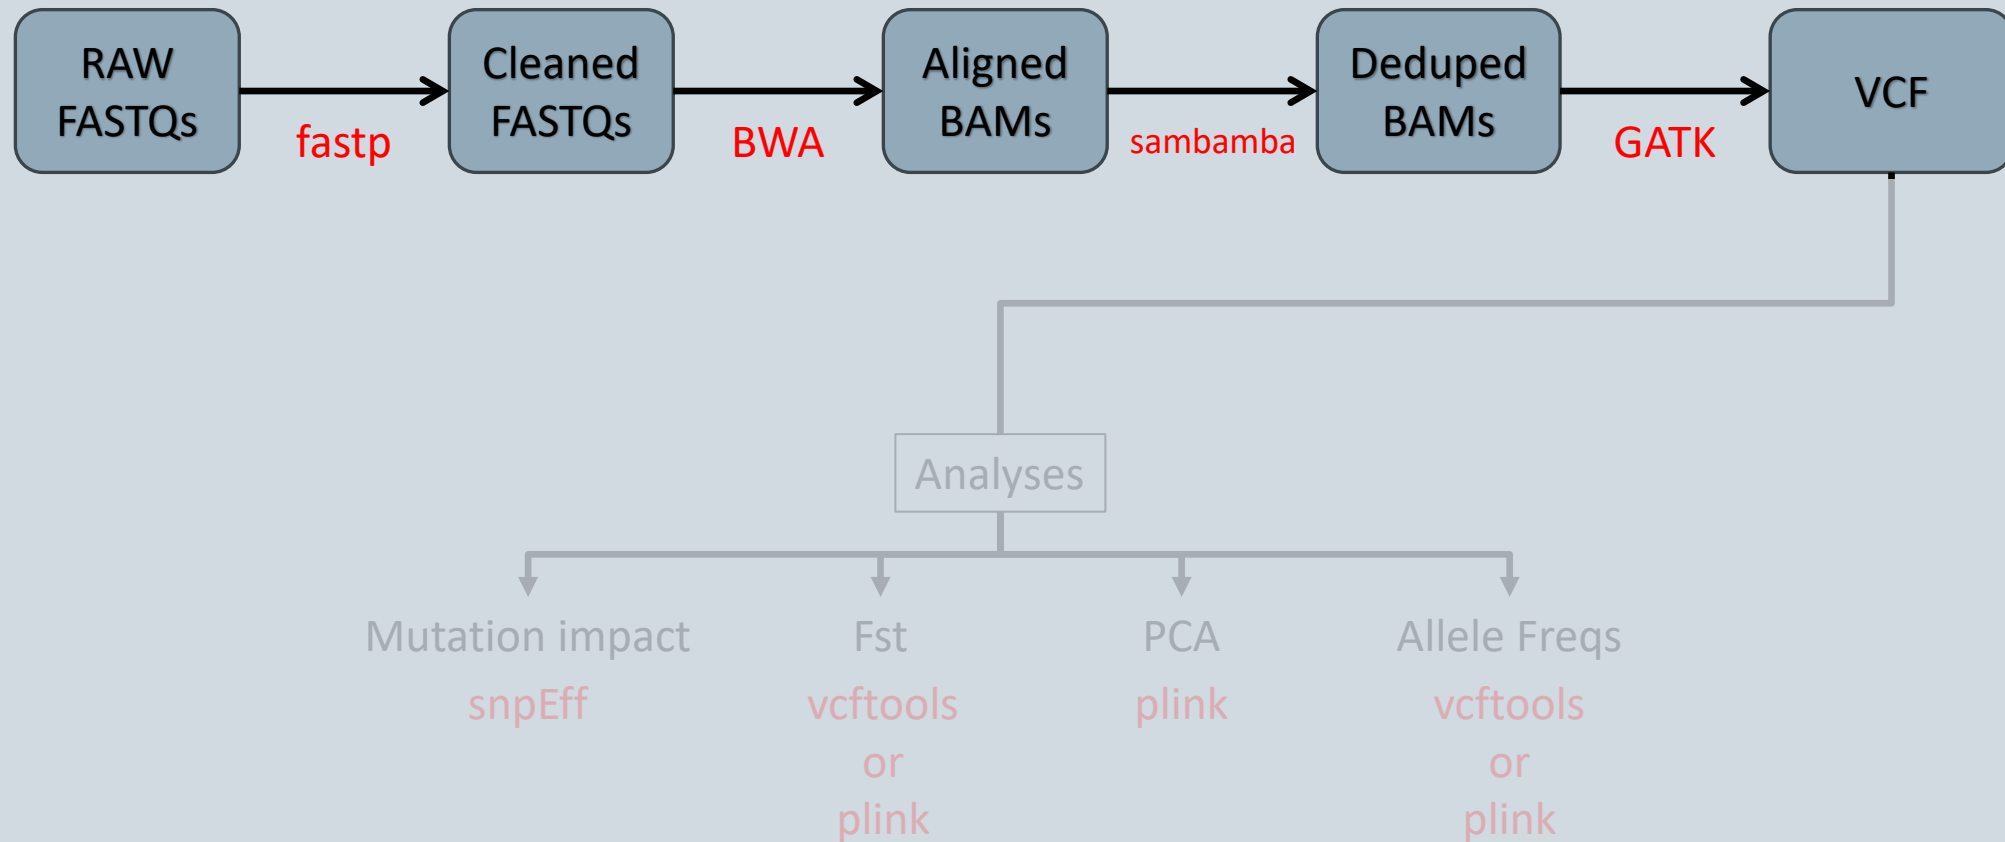 RAW
FASTQs
fastp
Cleaned
FASTQs
BWA
Aligned
BAMs
sambamba
Deduped
BAMs
GATK
VCF
Analyses
Mutation impact
snpEff
Fst
vcftools
or
plink
PCA
plink
Allele Freqs
vcftools
or
plink